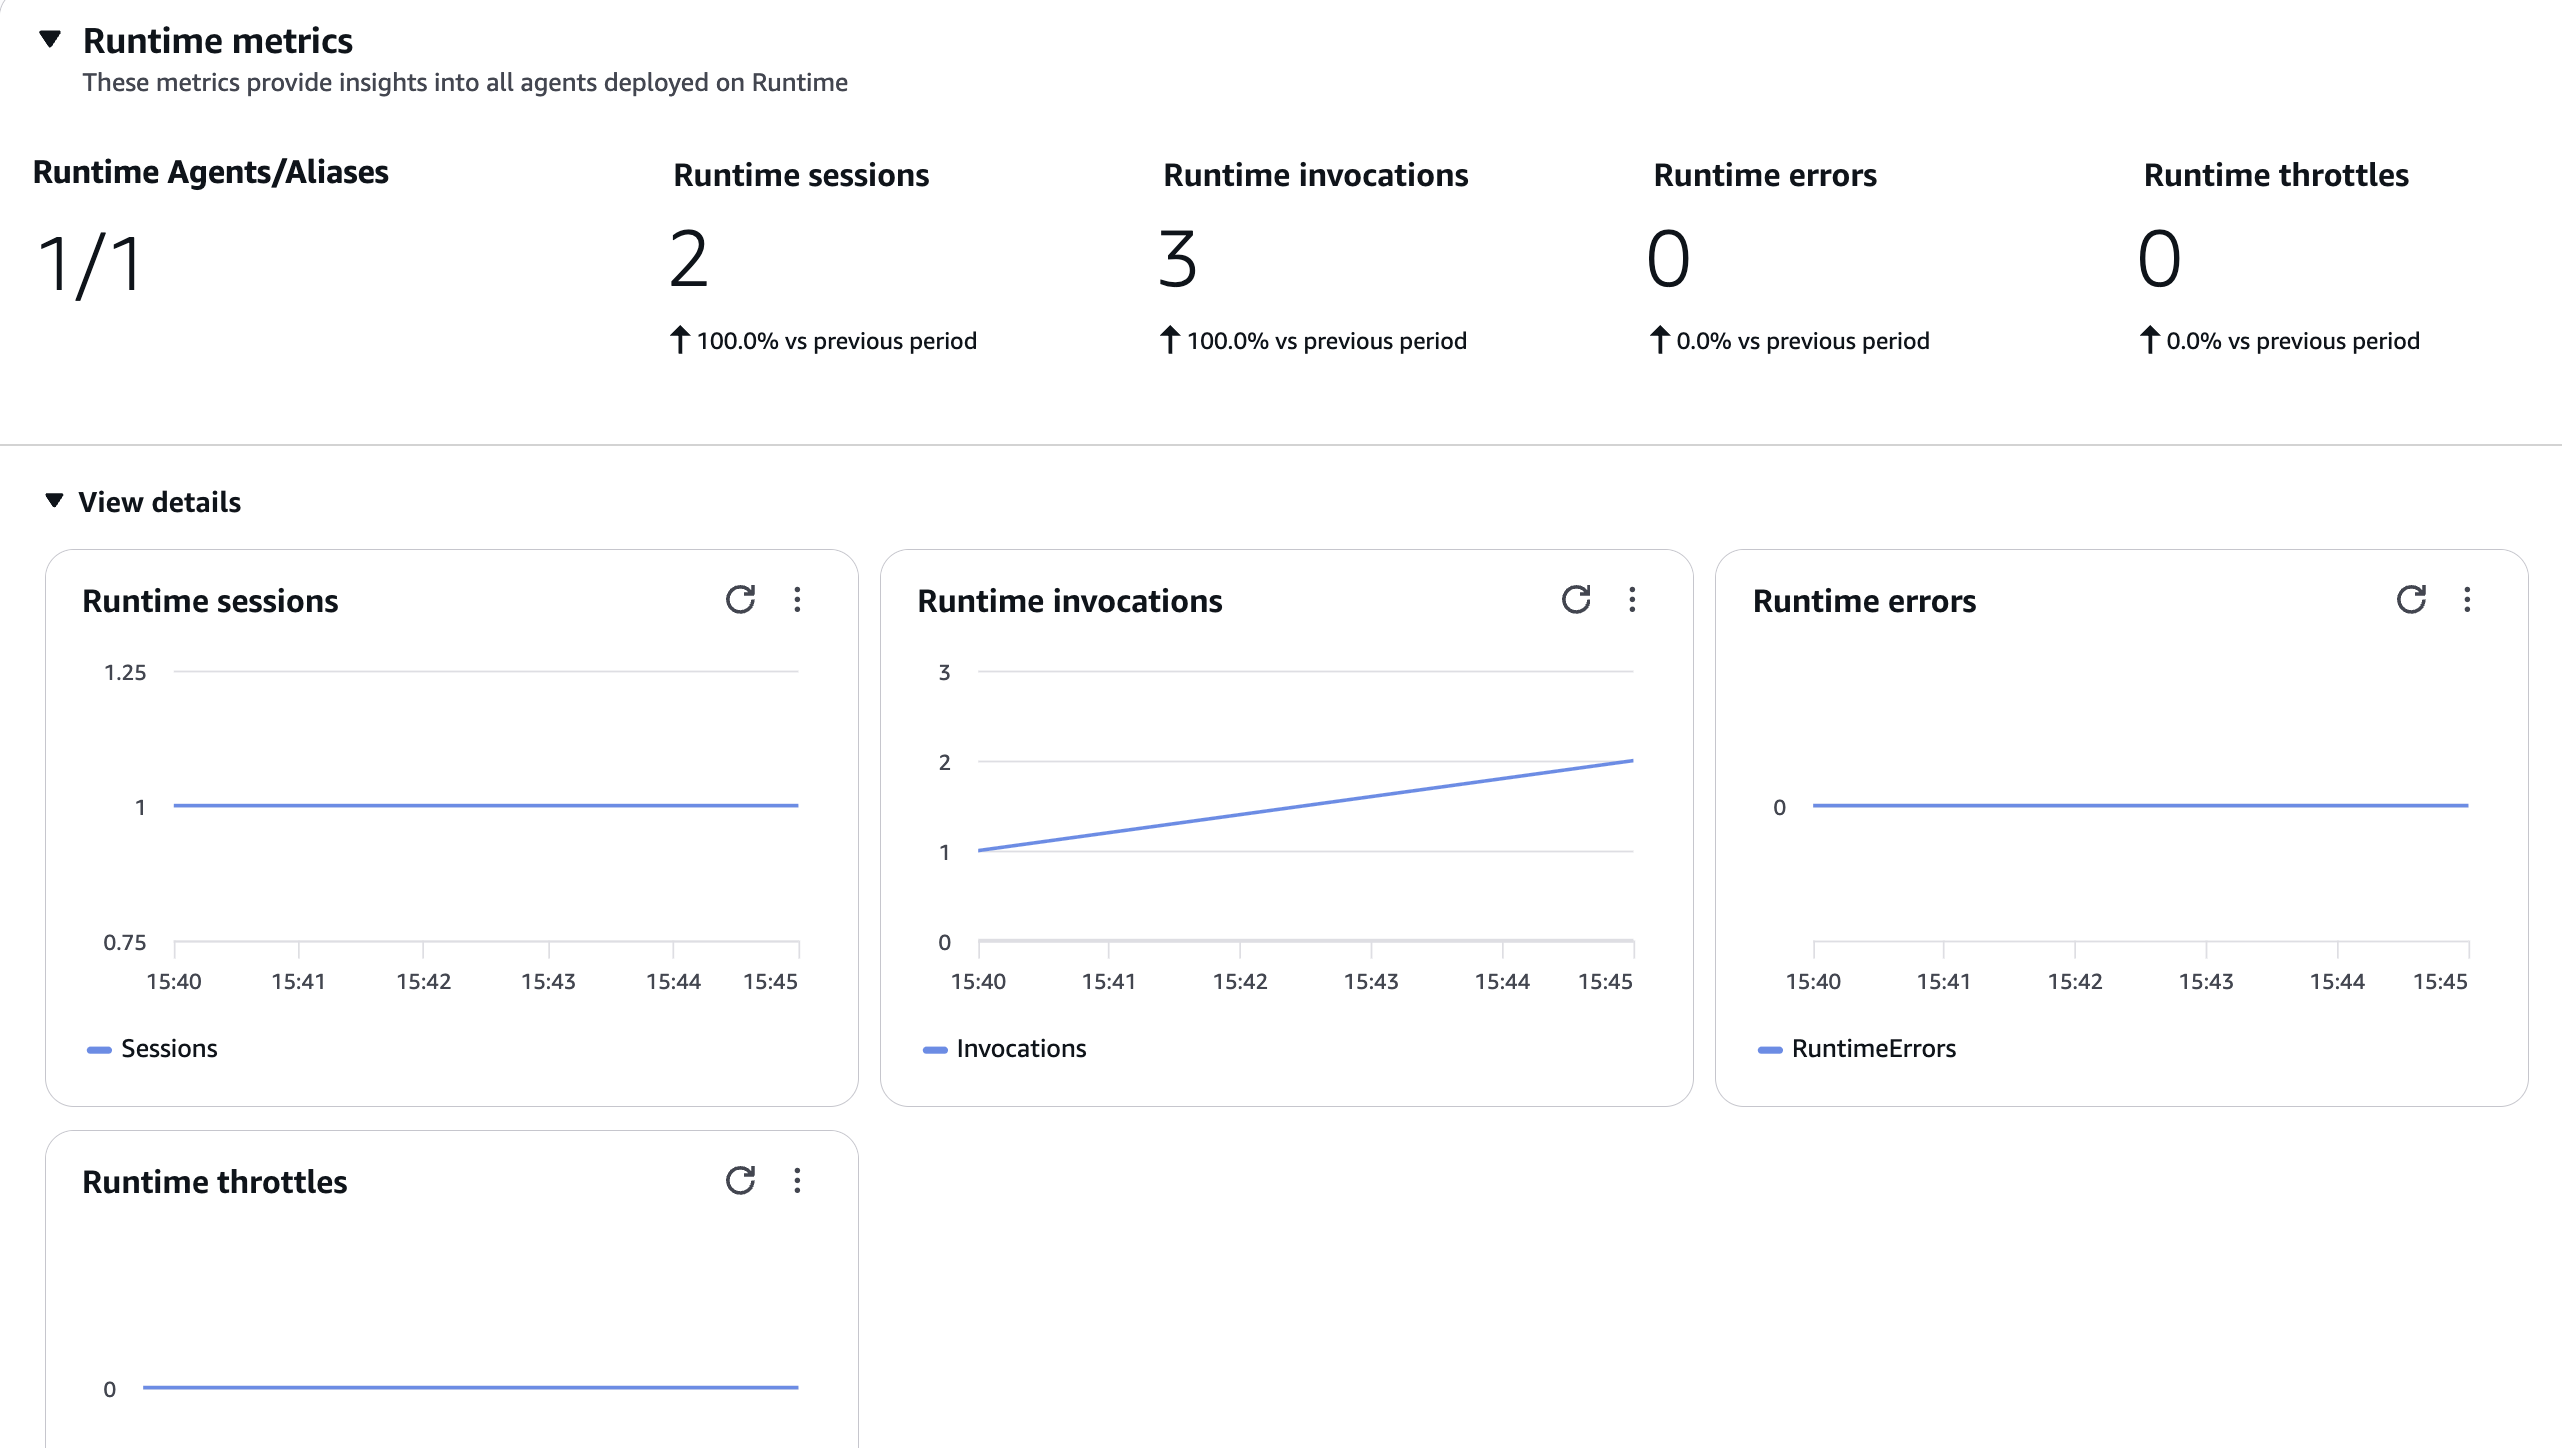 Runtime metrics
These metrics provide insights into all agents deployed on Runtime
Runtime Agents/Aliases
1/1
Runtime sessions
2
100.0% vs previous period
Runtime invocations
3
100.0% vs previous period
Runtime errors
0
0.0% vs previous period
Runtime throttles
0
0.0% vs previous period
View details
Runtime sessions
1.25
1
0.75
15:40 15:41 15:42 15:43 15:44 15:45
Sessions
Runtime invocations
3
2
1
0
15:40 15:41 15:42 15:43 15:44 15:45
Invocations
Runtime errors
0
15:40 15:41 15:42 15:43 15:44 15:45
RuntimeErrors
Runtime throttles
0